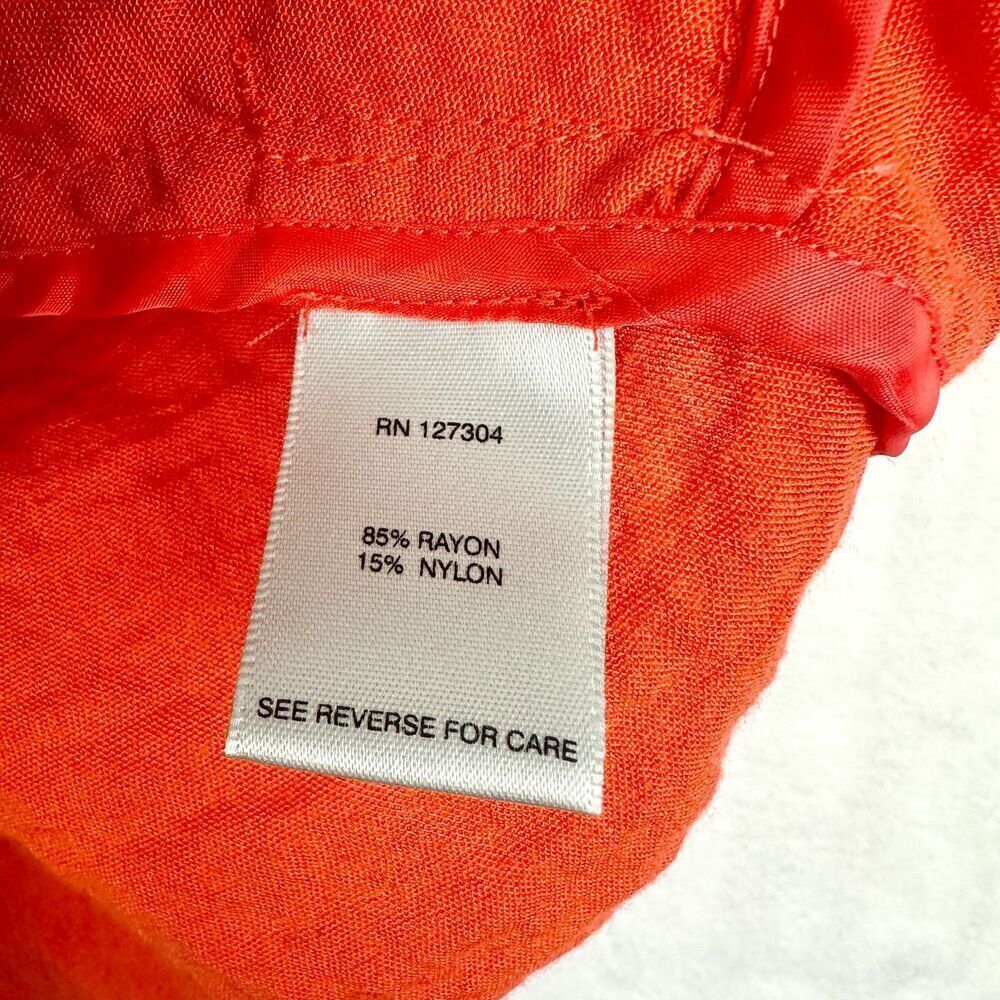 RN 127304
85% RAYON
15% NYLON
SEE REVERSE FOR CARE